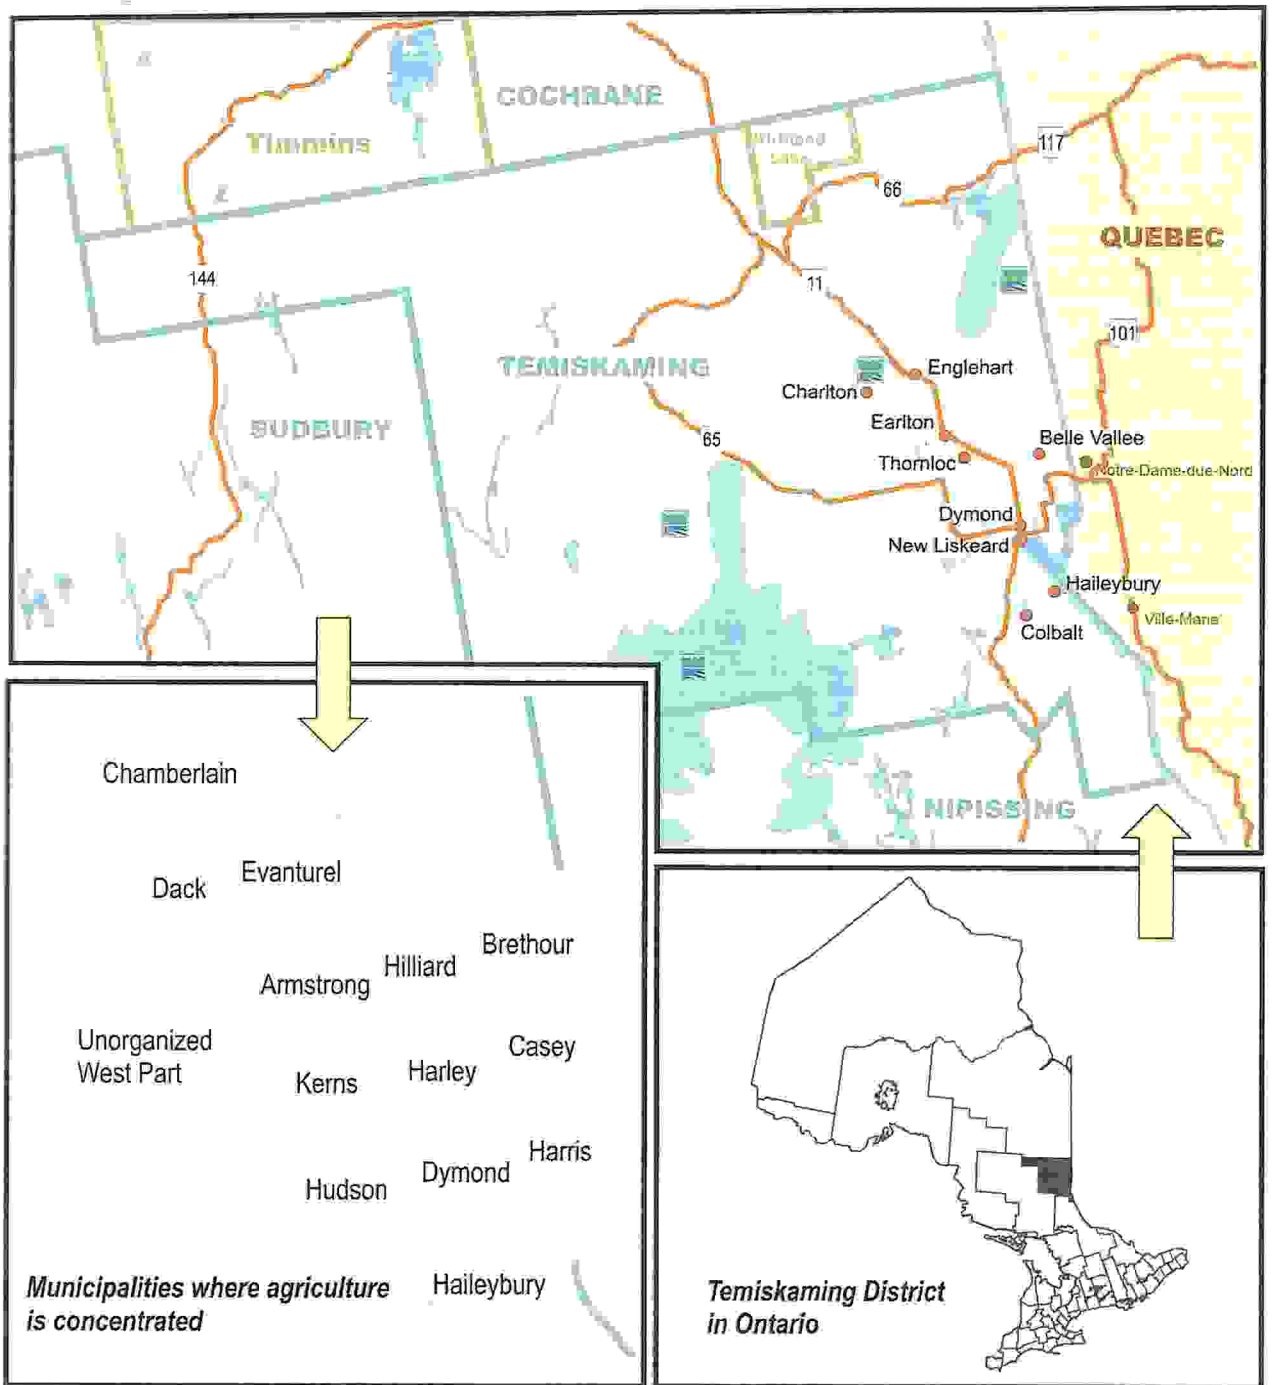 COCHRANE
Timmins
117
66
QUEBEC
144
11
101
TEMISKAMING
Englehart
Charlton
SUDBURY
Earlton
65
Belle Vallee
Thornloc
Notre-Dame-due-Nord
Dymond
New Liskeard
Haileybury
Ville-Marie
Colbalt
NIPISSING
Chamberlain
Evanturel
Dack
Brethour
Hilliard
Armstrong
Unorganized
West Part
Casey
Harley
Kerns
Harris
Dymond
Hudson
Haileybury
Municipalities where agriculture
is concentrated
Temiskaming District
in Ontario